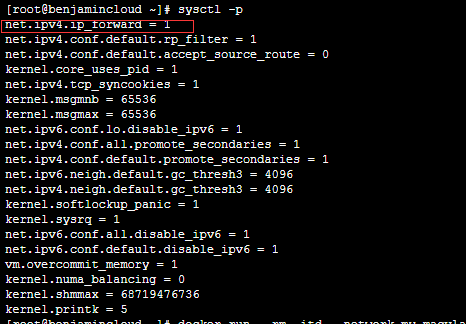 [root@benjamincloud ~]# sysctl -p
net.ipv4.ip_forward = 1
net.ipv4.conf.default.rp_filter = 1
net.ipv4.conf.default.accept_source_route = 0
kernel.core_uses_pid = 1
net.ipv4.tcp_syncookies = 1
kernel.msgmnb = 65536
kernel.msgmax = 65536
net.ipv6.conf.lo.disable_ipv6 = 1
net.ipv4.conf.all.promote_secondaries = 1
net.ipv4.conf.default.promote_secondaries = 1
net.ipv6.neigh.default.gc_thresh3 = 4096
net.ipv4.neigh.default.gc_thresh3 = 4096
kernel.softlockup_panic = 1
kernel.sysrq = 1
net.ipv6.conf.all.disable_ipv6 = 1
net.ipv6.conf.default.disable_ipv6 = 1
vm.overcommit_memory = 1
kernel.numa_balancing = 0
kernel.shmmax = 68719476736
kernel.printk = 5
[root@benjamincloud ~]# docker run --rm -itd --network my-macvlan